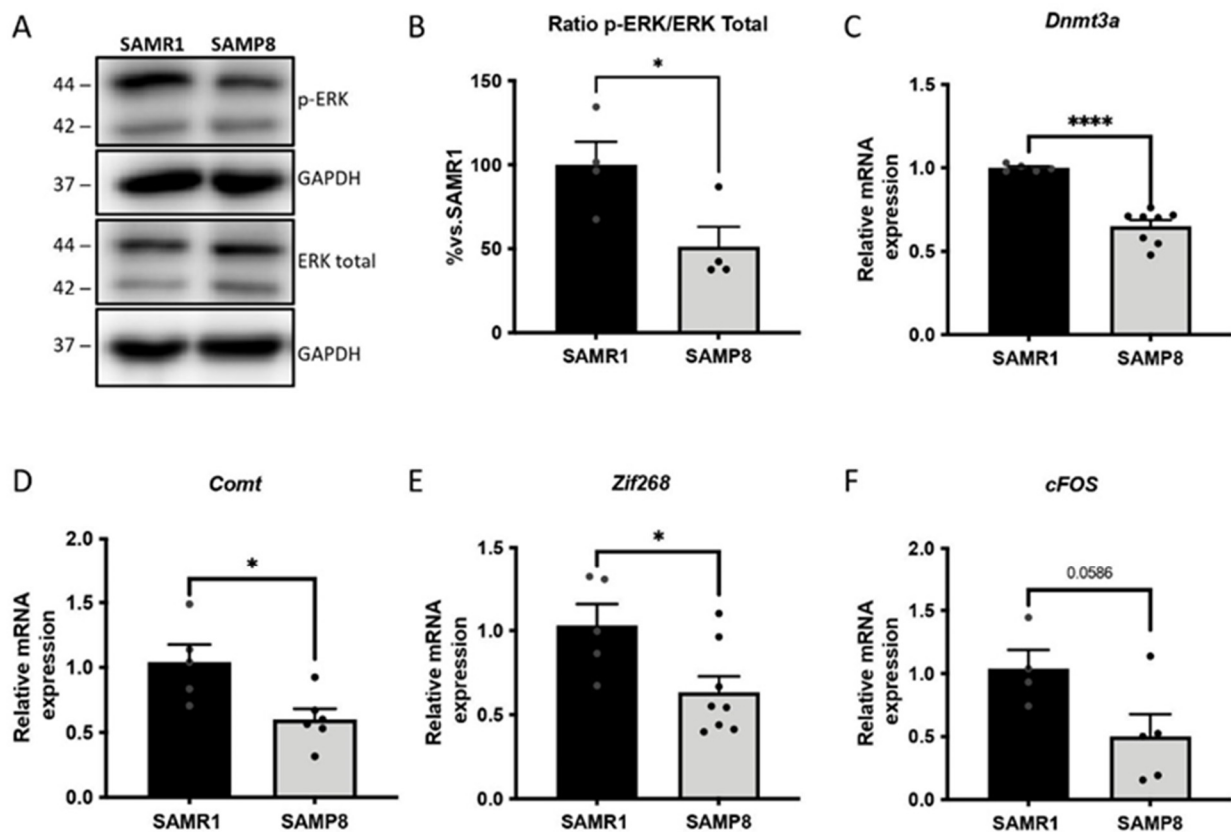 A
SAMR1 SAMP8
44 –
p-ERK
42 –
37 –
GAPDH
44 –
ERK total
42 –
37 –
GAPDH
B
Ratio p-ERK/ERK Total
*
150
100
50
0
%vs.SAMR1
SAMR1 SAMP8
C
Dnmt3a
****
1.5
1.0
0.5
0.0
Relative mRNA
expression
SAMR1 SAMP8
D
Comt
*
2.0
1.5
1.0
0.5
0.0
Relative mRNA
expression
SAMR1 SAMP8
E
Zif268
*
1.5
1.0
0.5
0.0
Relative mRNA
expression
SAMR1 SAMP8
F
cFOS
0.0586
2.0
1.5
1.0
0.5
0.0
Relative mRNA
expression
SAMR1 SAMP8